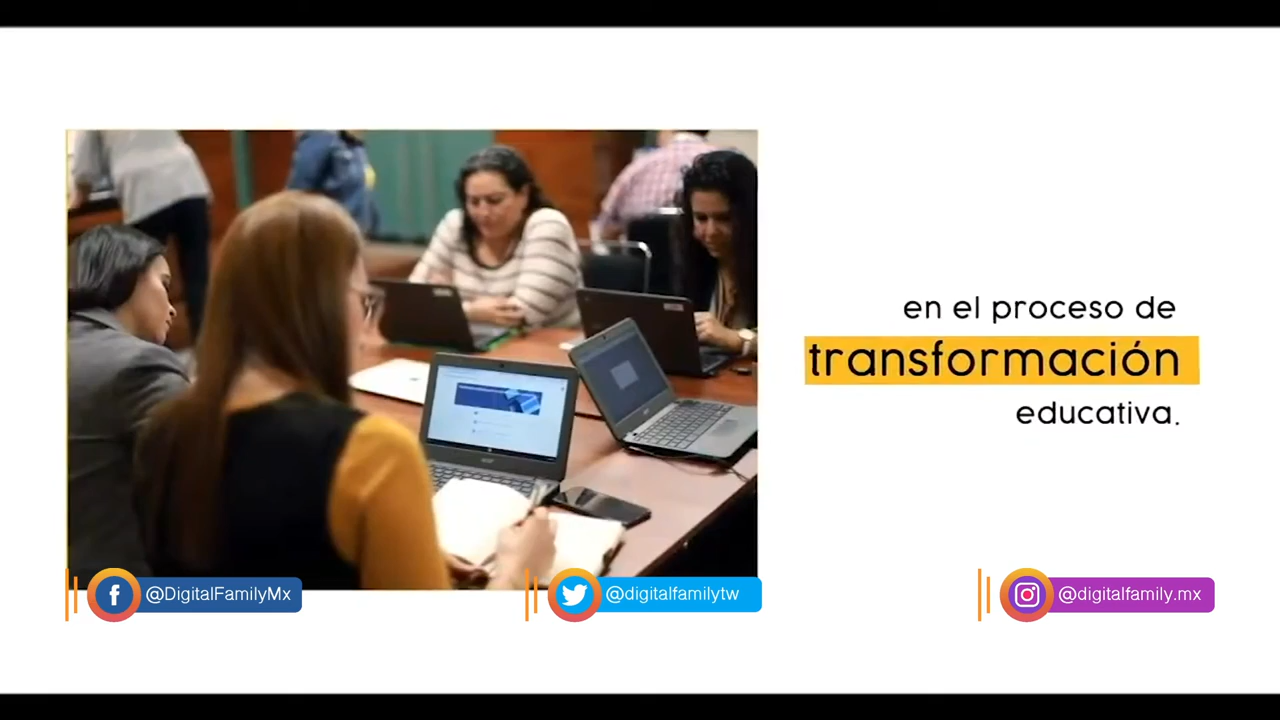 en el proceso de
transformación
educativa.
@DigitalFamilyMx
@digitalfamilytw
@digitalfamily.mx